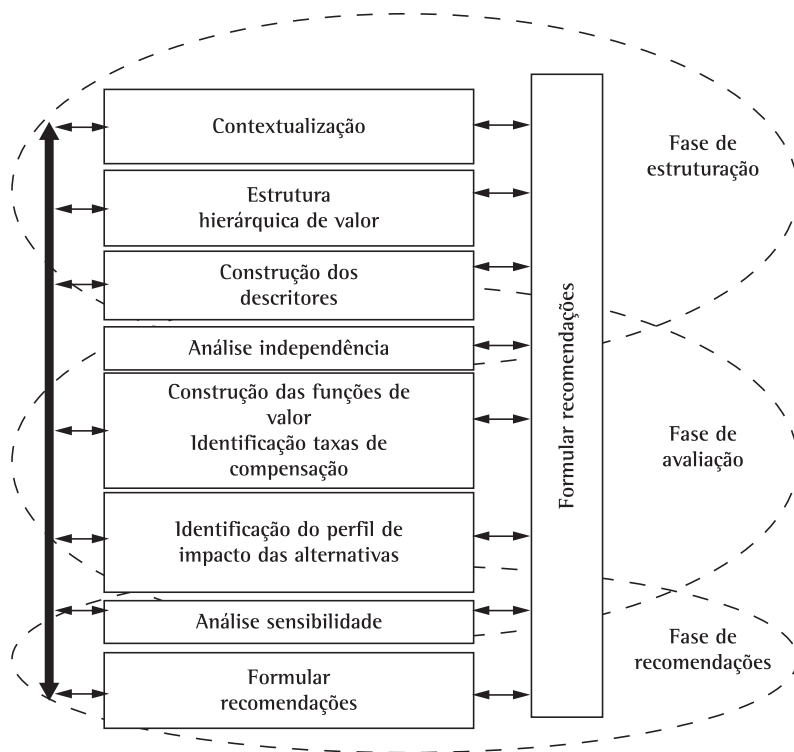 Contextualização
Estrutura
hierárquica de valor
Construção dos
descritores
Análise independência
Construção das funções de
valor
Identificação taxas de
compensação
Identificação do perfil de
impacto das alternativas
Análise sensibilidade
Formular
recomendações
Formular recomendações
Fase de
estruturação
Fase de
avaliação
Fase de
recomendações